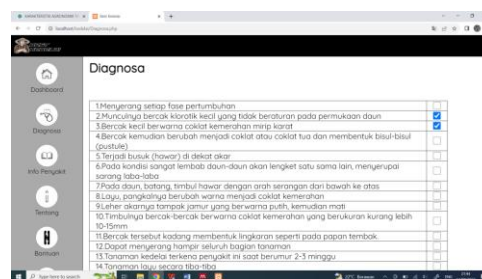 Diagnosa
Dashboard
Diagnosa
Info Penyakit
Tentang
Bantuan
1.Menyerang setiap fase pertumbuhan
2.Munculnya bercak klorotik kecil yang tidak beraturan pada permukaan daun
3.Bercak kecil berwarna coklat kemerahan mirip karat
4.Bercak kemudian berubah menjadi coklat atau coklat tua dan membentuk bisul-bisul
(pustule)
5.Terjadi busuk (hawar) di dekat akar
6.Pada kondisi sangat lembab daun-daun akan lengket satu sama lain, menyerupai
sarang laba-laba
7.Pada daun, batang, timbul hawar dengan arah serangan dari bawah ke atas
8.Layu, pangkalnya berubah warna menjadi coklat kemerahan
9.Leher akarnya tampak jamur yang berwarna putih, kemudian mati
10.Timbulnya bercak-bercak berwarna coklat kemerahan yang berukuran kurang lebih
10-15mm
11.Bercak tersebut kadang membentuk lingkaran seperti pada papan tembak.
12.Dapat menyerang hampir seluruh bagian tanaman
13.Tanaman kedelai terkena penyakit ini saat berumur 2-3 minggu
14.Tanaman layu secara tiba-tiba
Type here to search